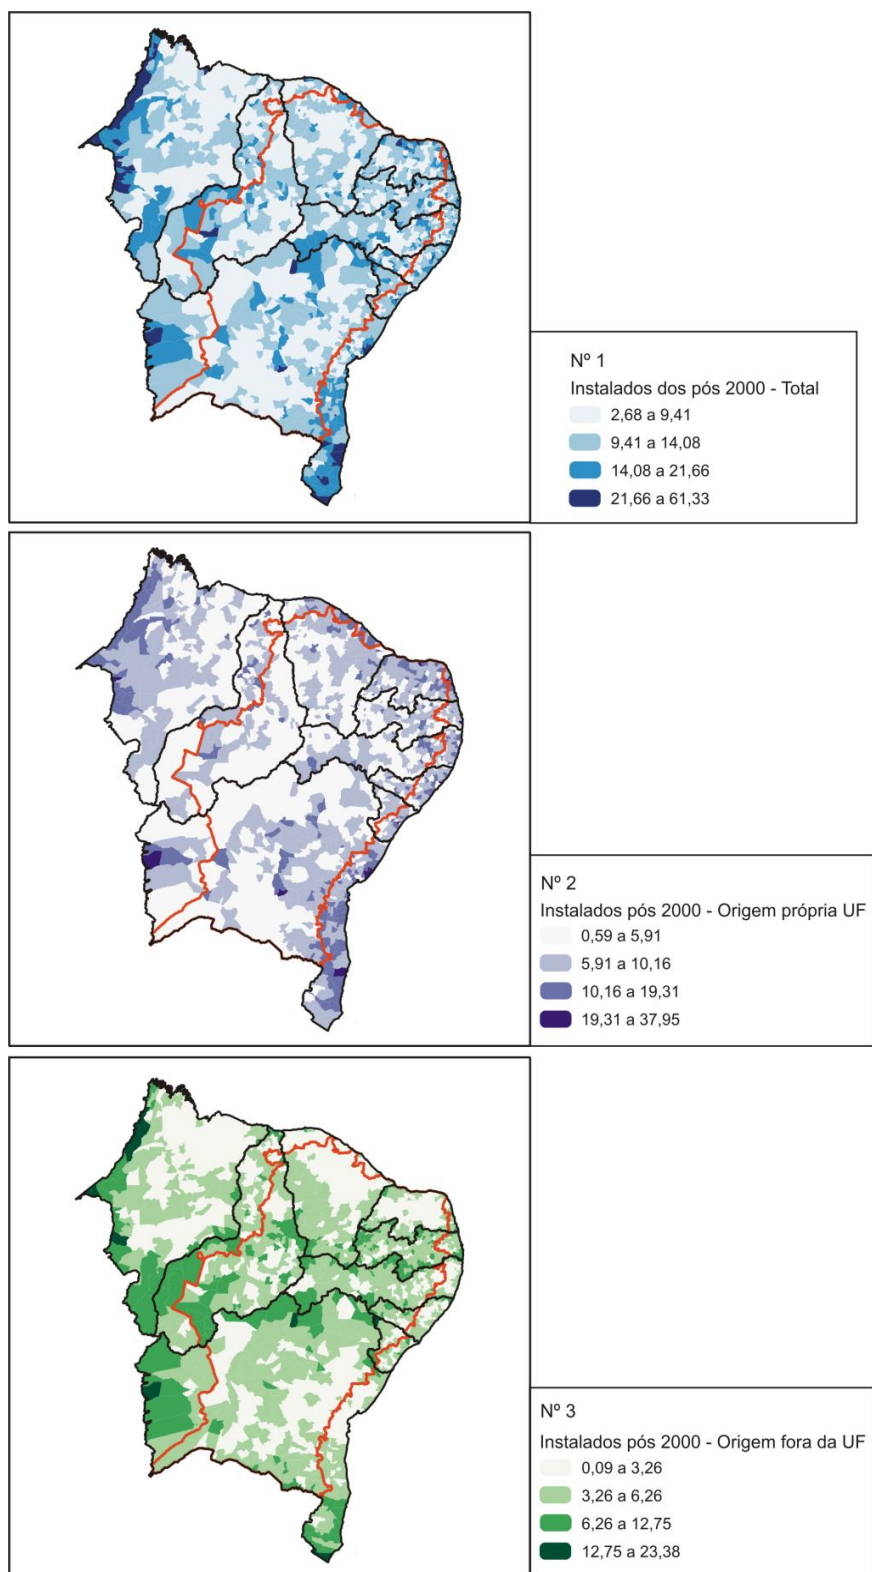 Nº 1
Instalados dos pós 2000 - Total
2,68 a 9,41
9,41 a 14,08
14,08 a 21,66
21,66 a 61,33
Nº 2
Instalados pós 2000 - Origem própria UF
0,59 a 5,91
5,91 a 10,16
10,16 a 19,31
19,31 a 37,95
Nº 3
Instalados pós 2000 - Origem fora da UF
0,09 a 3,26
3,26 a 6,26
6,26 a 12,75
12,75 a 23,38